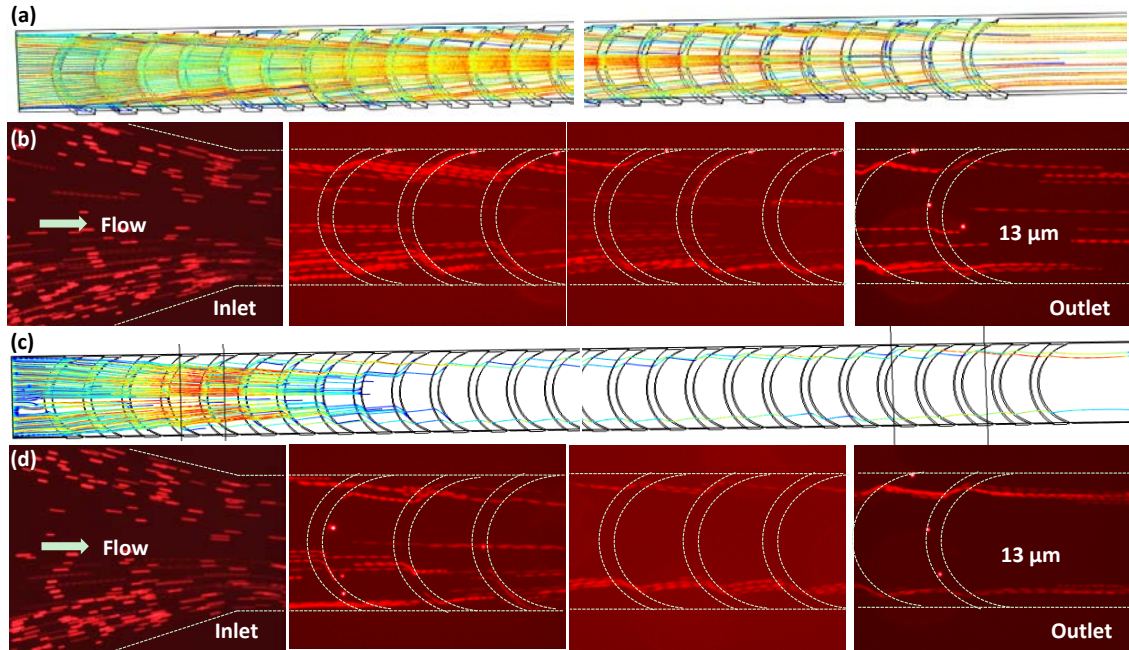 (a)
(b)
Flow
Inlet
13 μm
Outlet
(c)
(d)
Flow
Inlet
13 μm
Outlet